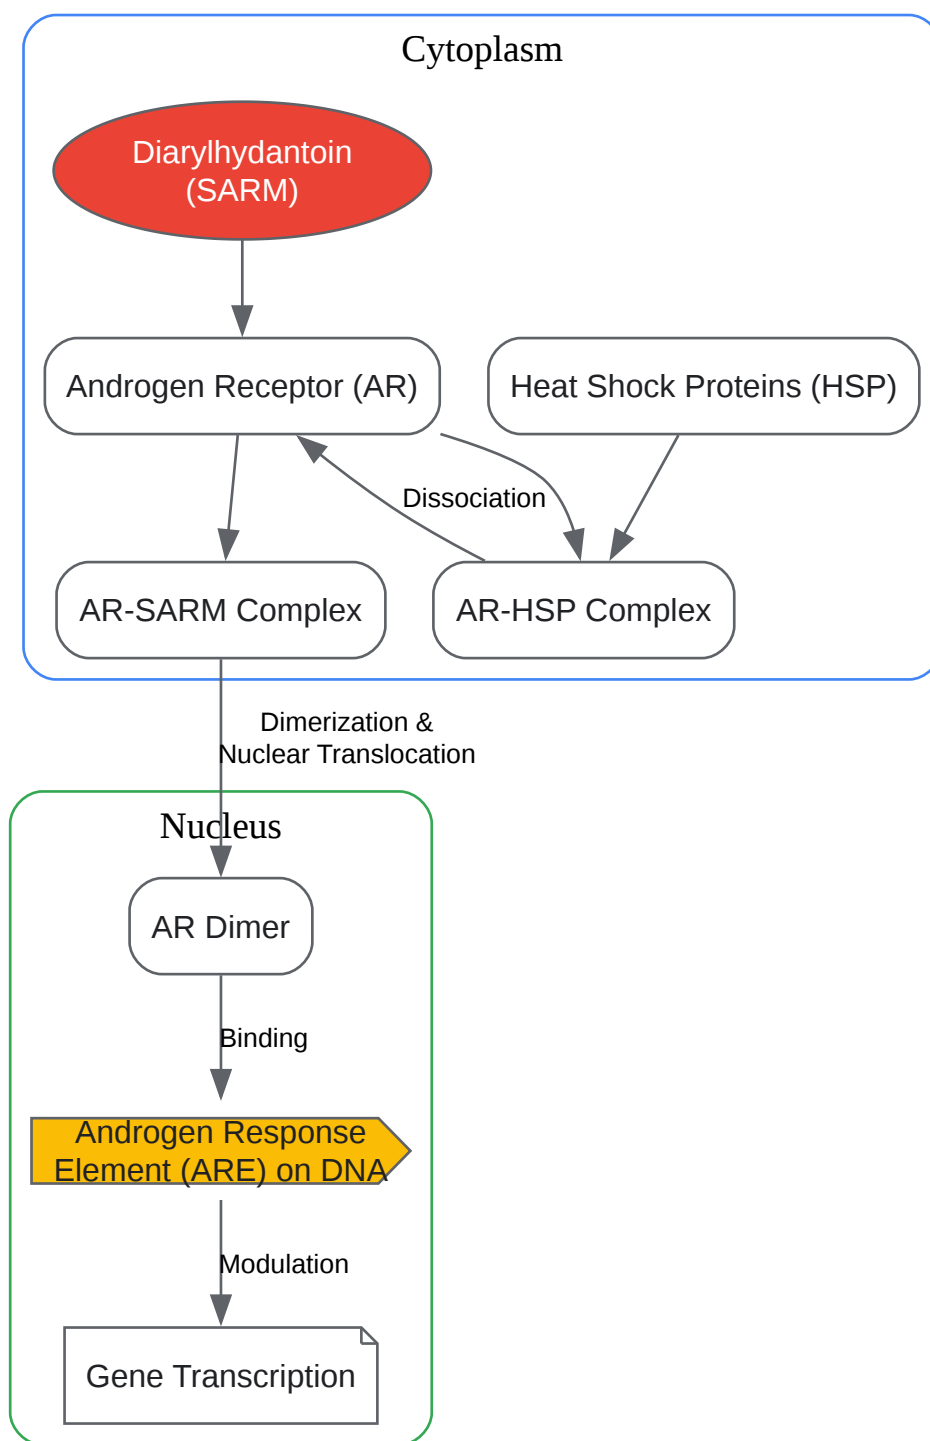 Cytoplasm
Diarylhydantoin
(SARM)
Androgen Receptor (AR)
Heat Shock Proteins (HSP)
Dissociation
AR-SARM Complex
AR-HSP Complex
Dimerization &
Nuclear Translocation
Nucleus
AR Dimer
Binding
Androgen Response
Element (ARE) on DNA
Modulation
Gene Transcription